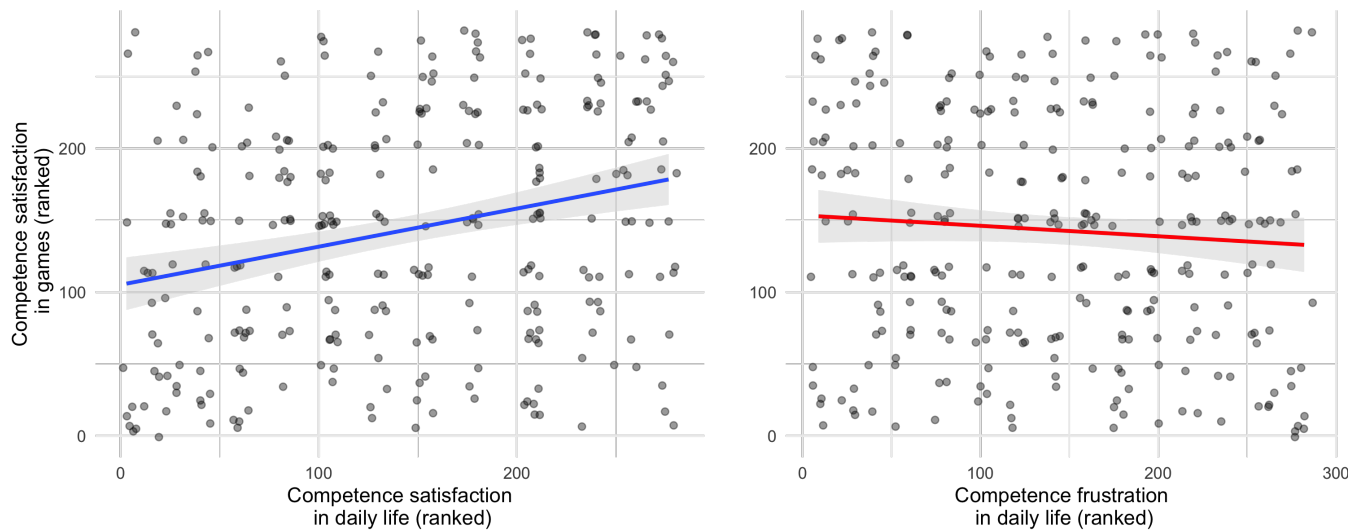 Competence satisfaction
in games (ranked)
200
100
0
0
100
200
Competence satisfaction
in daily life (ranked)
200
100
0
0
100
200
300
Competence frustration
in daily life (ranked)